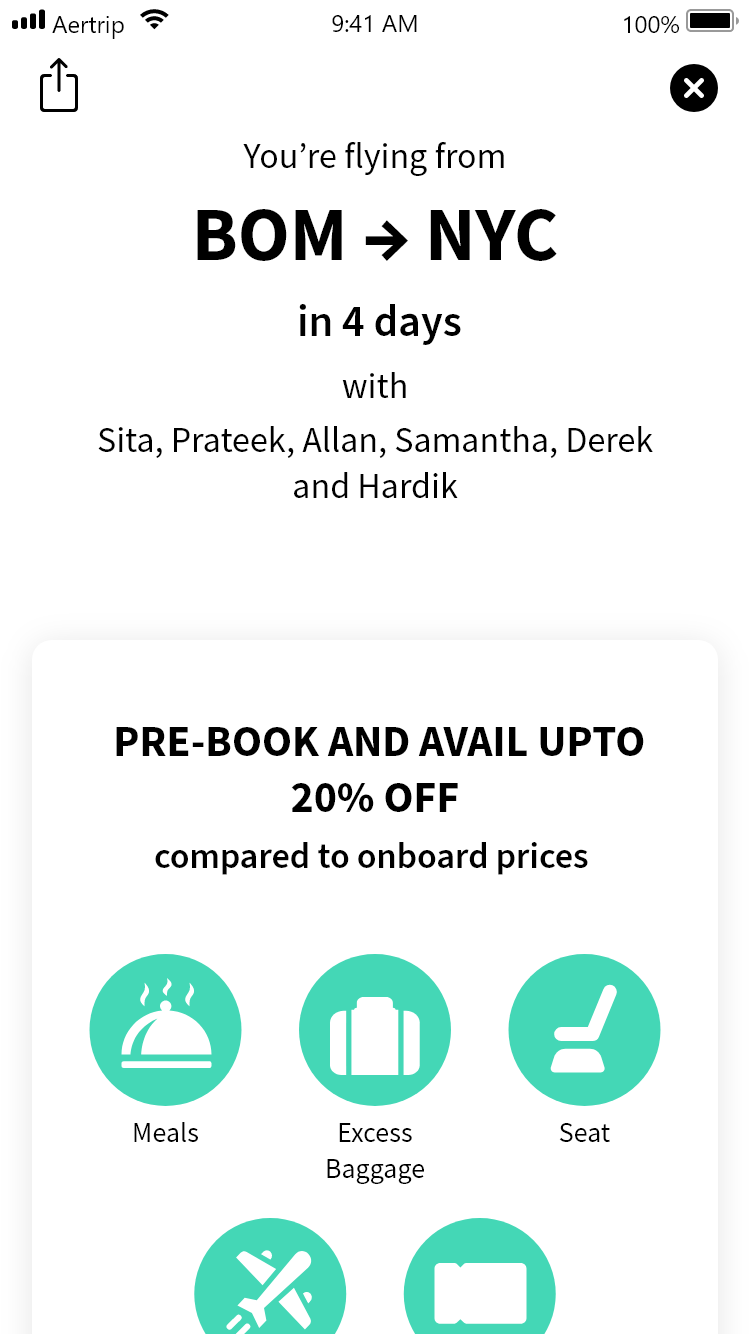 Aertrip 9:41 AM 100%
You’re flying from
BOM → NYC
in 4 days
with
Sita, Prateek, Allan, Samantha, Derek
and Hardik
PRE-BOOK AND AVAIL UPTO
20% OFF
compared to onboard prices
Meals Excess Seat
Baggage